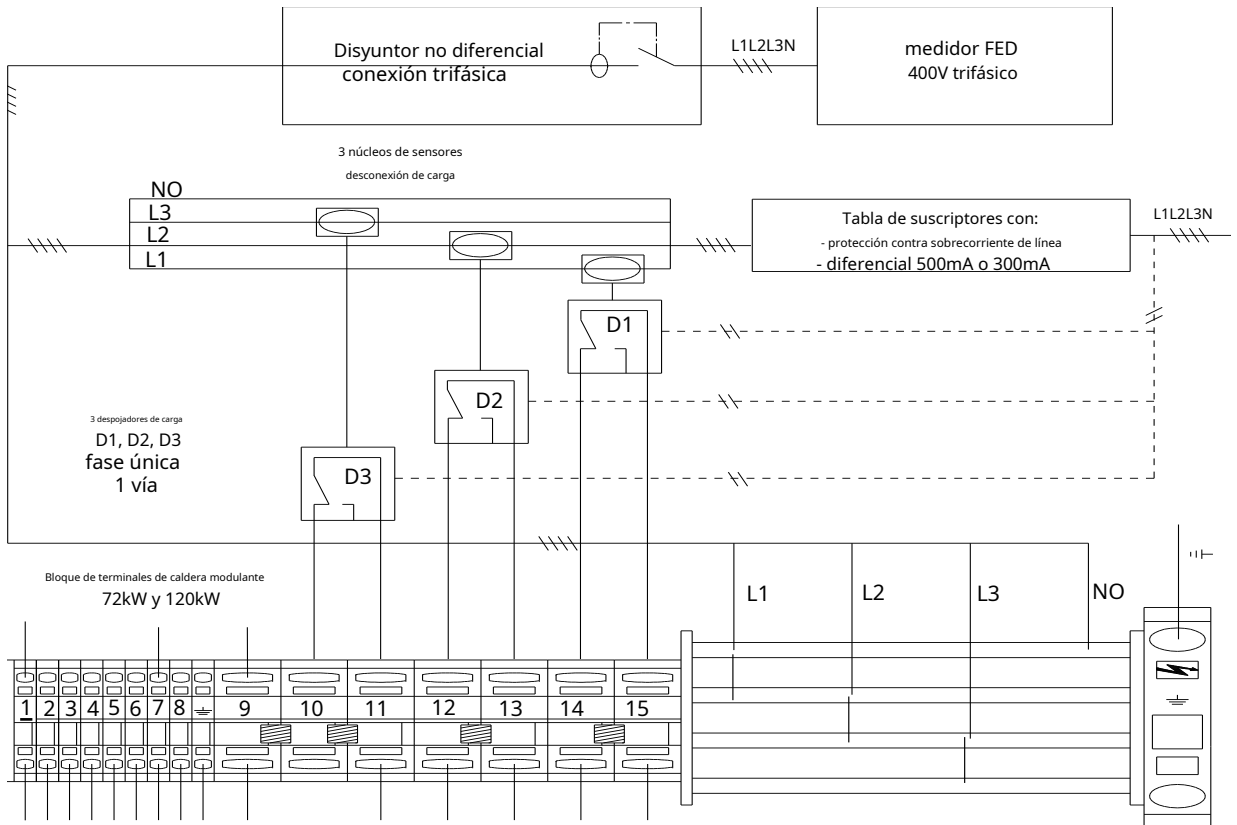 Disyuntor no diferencial
conexión trifásica
L1L2L3N
medidor FED
400V trifásico
3 núcleos de sensores
desconexión de carga
NO
L3
L2
L1
Tabla de suscriptores con:
- protección contra sobrecorriente de línea
- diferencial 500mA o 300mA
L1L2L3N
D1
D2
D3
3 despojadores de carga
D1, D2, D3
fase única
1 vía
Bloque de terminales de caldera modulante
72kW y 120kW
L1
L2
L3
NO
1 2 3 4 5 6 7 8 9 10 11 12 13 14 15